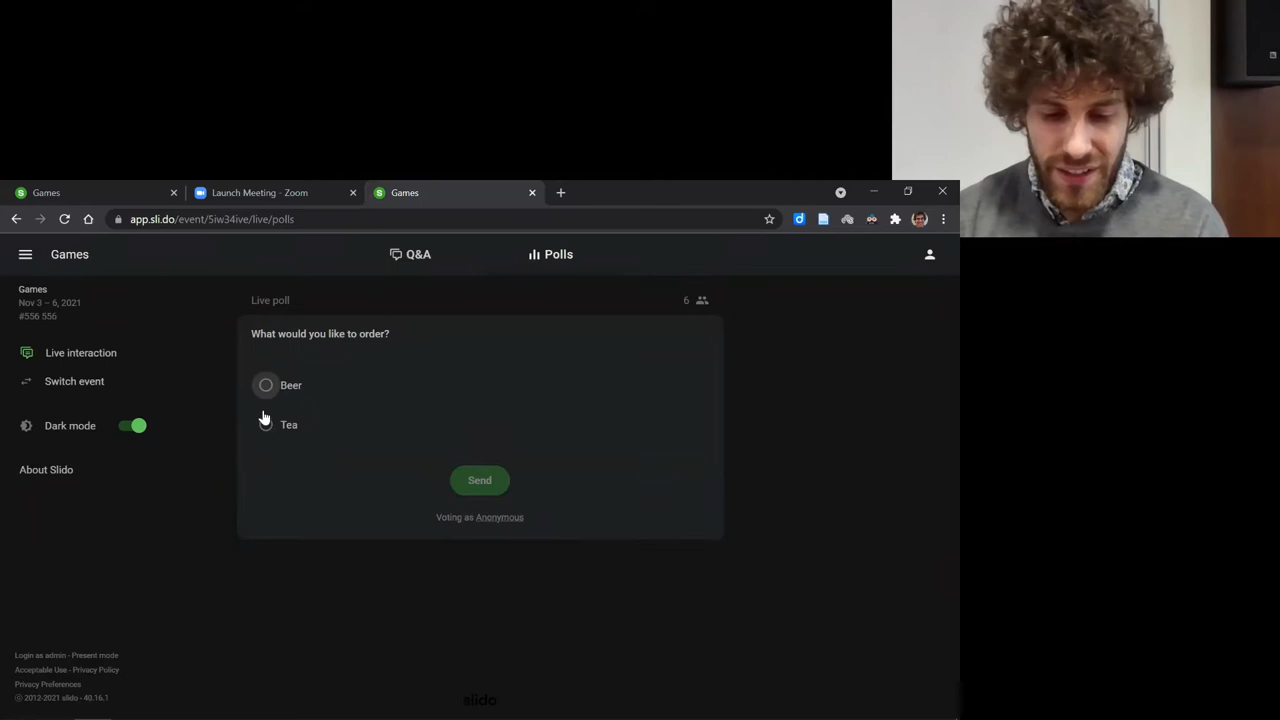 Games
Launch Meeting - Zoom
Games
app.sli.do/event/5iw34ive/live/polls
Games
Q&A
Polls
Games
Nov 3 – 6, 2021
#556 556
Live interaction
Switch event
Dark mode
About Slido
Live poll
6
What would you like to order?
Beer
Tea
Send
Voting as Anonymous
Login as admin - Present mode
Acceptable Use - Privacy Policy
Privacy Preferences
© 2012-2021 slido - 40.16.1
slido